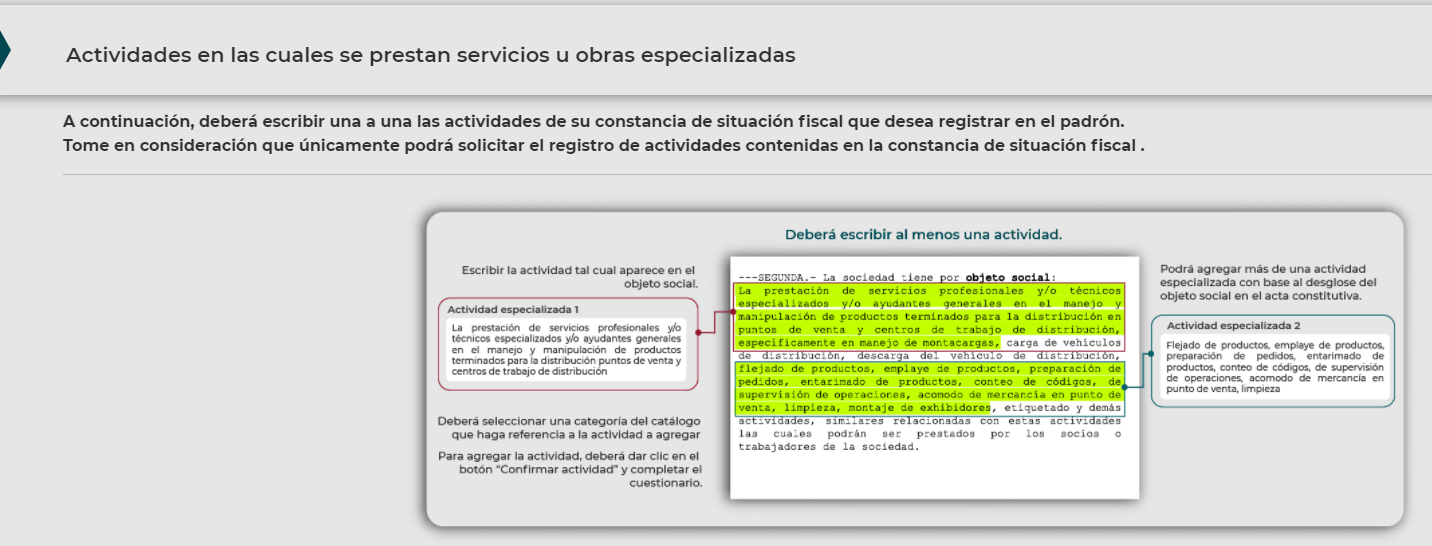 Actividades en las cuales se prestan servicios u obras especializadas
A continuación, deberá escribir una a una las actividades de su constancia de situación fiscal que desea registrar en el padrón.
Tome en consideración que únicamente podrá solicitar el registro de actividades contenidas en la constancia de situación fiscal .
Deberá escribir al menos una actividad.
Escribir la actividad tal cual aparece en el
objeto social.
Actividad especializada 1
La prestación de servicios profesionales y/o
técnicos especializados y/o ayudantes generales
en el manejo y manipulación de productos
terminados para la distribución puntos de venta y
centros de trabajo de distribución
Deberá seleccionar una categoría del catálogo
que haga referencia a la actividad a agregar
Para agregar la actividad, deberá dar clic en el
botón “Confirmar actividad” y completar el
cuestionario.
---SEGUNDA.- La sociedad tiene por objeto social:
La prestación de servicios profesionales y/o técnicos
especializados y/o ayudantes generales en el manejo y
manipulación de productos terminados para la distribución en
puntos de venta y centros de trabajo de distribución,
específicamente en manejo de montacargas, carga de vehículos
de distribución, descarga del vehículo de distribución,
flejado de productos, emplaye de productos, preparación de
pedidos, entarimado de productos, conteo de códigos, de
supervisión de operaciones, acomodo de mercancía en punto de
venta, limpieza, montaje de exhibidores, etiquetado y demás
actividades, similares relacionadas con estas actividades
las cuales podrán ser prestados por los socios o
trabajadores de la sociedad.
Podrá agregar más de una actividad
especializada con base al desglose del
objeto social en el acta constitutiva.
Actividad especializada 2
Flejado de productos, emplaye de productos,
preparación de pedidos, entarimado de
productos, conteo de códigos, de supervisión
de operaciones, acomodo de mercancía en
punto de venta, limpieza